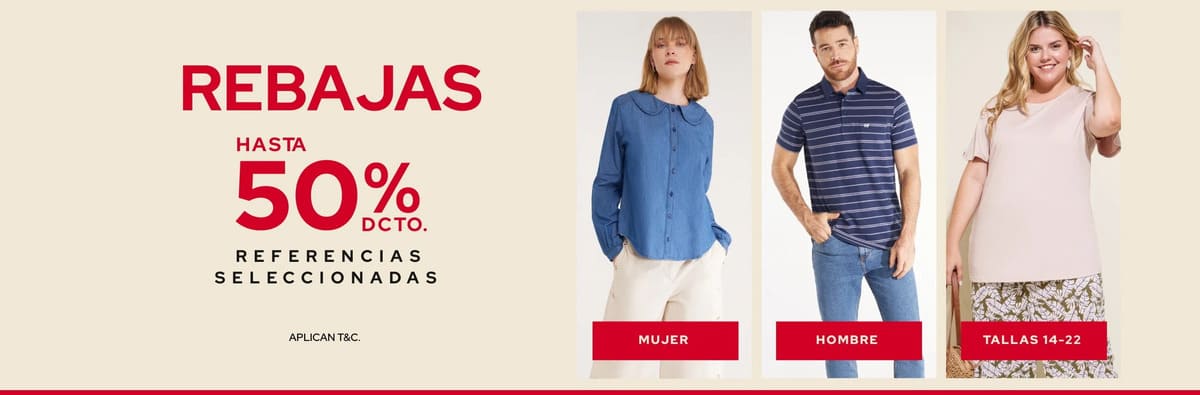 REBAJAS
HASTA
50%
DCTO.
REFERENCIAS
SELECCIONADAS
APLICAN T&C.
MUJER
HOMBRE
TALLAS 14-22